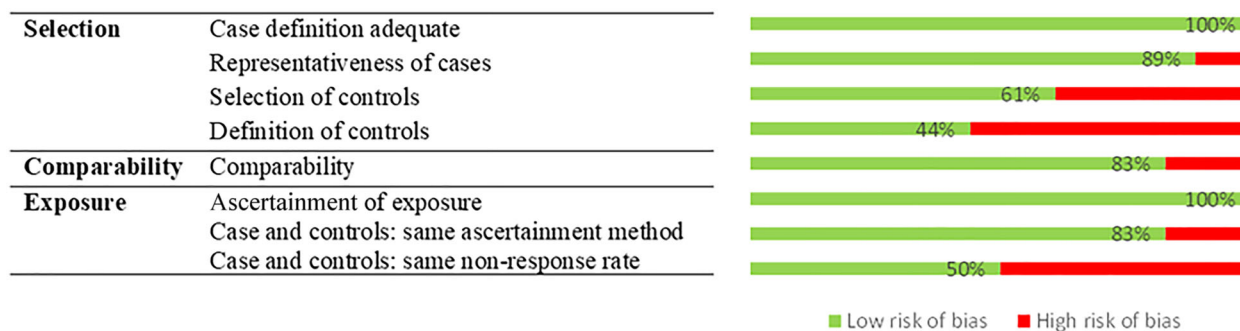 Selection Case definition adequate 100%
Representativeness of cases 89%
Selection of controls 61%
Definition of controls 44%
Comparability Comparability 83%
Exposure Ascertainment of exposure 100%
Case and controls: same ascertainment method 83%
Case and controls: same non-response rate 50%
Low risk of bias High risk of bias